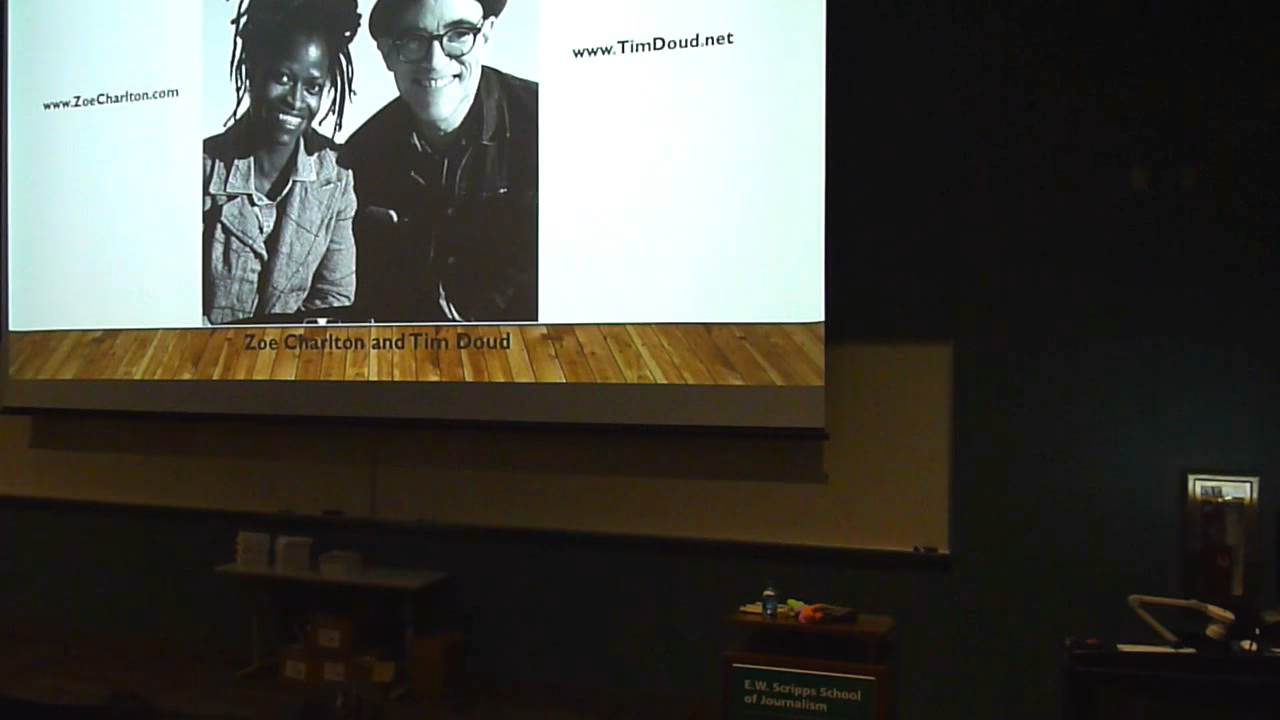 www.TimDoud.net
www.ZoeCharlton.com
Zoe Charlton and Tim Doud
E.W. Scripps School
of Journalism